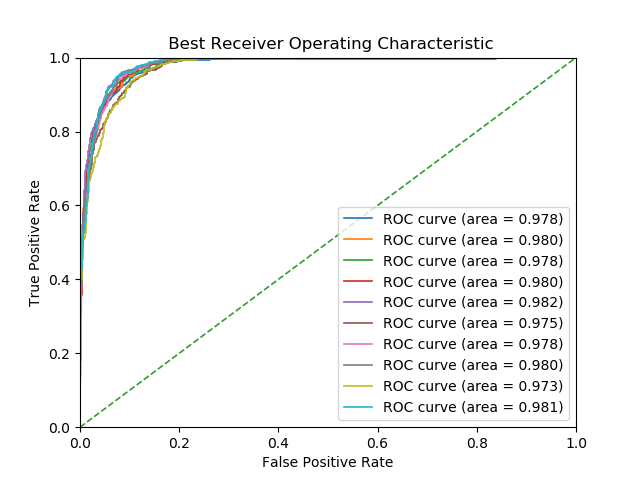 Best Receiver Operating Characteristic
True Positive Rate
1.0
0.8
0.6
0.4
0.2
0.0
ROC curve (area = 0.978)
ROC curve (area = 0.980)
ROC curve (area = 0.978)
ROC curve (area = 0.980)
ROC curve (area = 0.982)
ROC curve (area = 0.975)
ROC curve (area = 0.978)
ROC curve (area = 0.980)
ROC curve (area = 0.973)
ROC curve (area = 0.981)
0.0 0.2 0.4 0.6 0.8 1.0
False Positive Rate